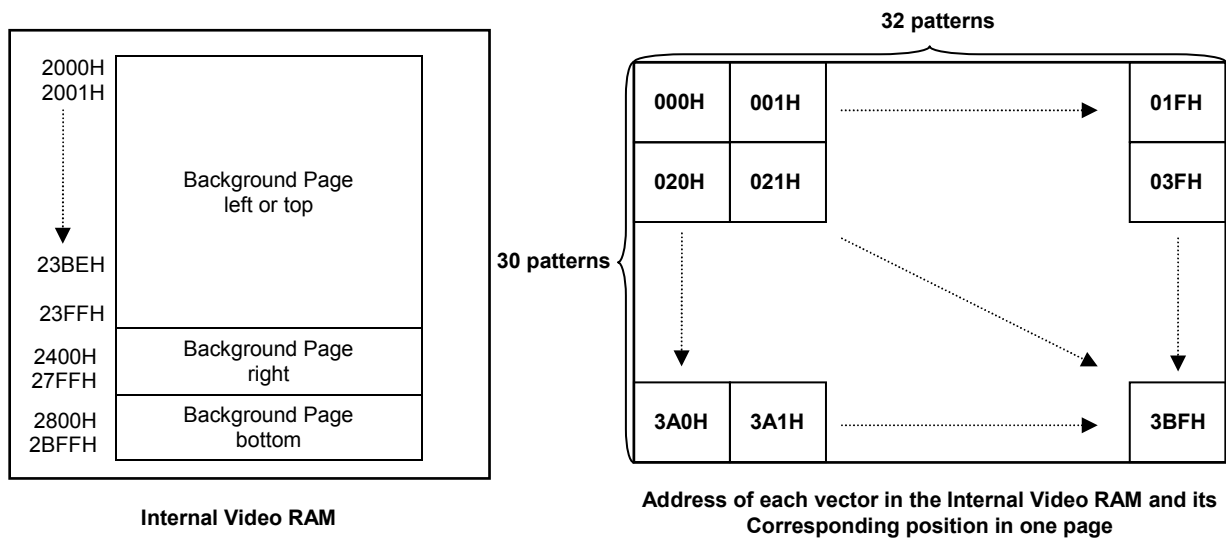 2000H
2001H
23BEH
23FFH
2400H
27FFH
2800H
2BFFH
Background Page
left or top
Background Page
right
Background Page
bottom
Internal Video RAM
32 patterns
30 patterns
000H 001H 01FH
020H 021H 03FH
3A0H 3A1H 3BFH
Address of each vector in the Internal Video RAM and its
Corresponding position in one page